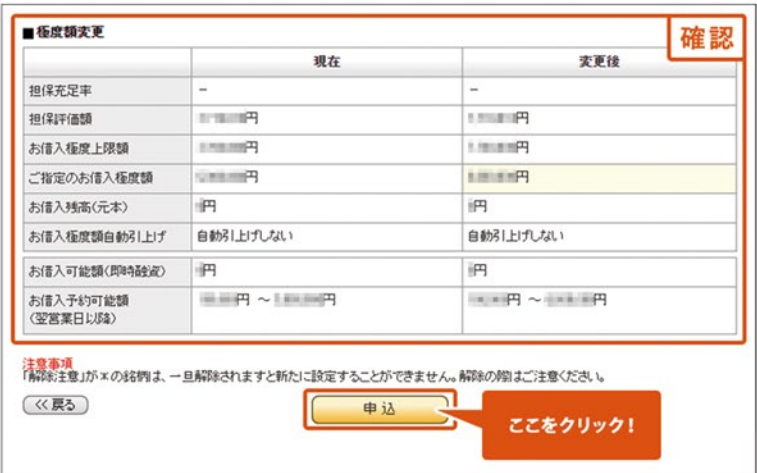 ■極度額変更
確認
現在 変更後
担保充足率 − −
担保評価額 円 円
お借入極度上限額 円 円
ご指定のお借入極度額 円 円
お借入残高(元本) 円 円
お借入極度額自動引上げ 自動引上げしない 自動引上げしない
お借入可能額(即時融資) 円 円
お借入予約可能額 円 ～ 円 円 ～ 円
(翌営業日以降)
注意事項
「解除注意」が×の銘柄は、一旦解除されますと新たに設定することができません。解除の際はご注意ください。
≪戻る
申込
ここをクリック！